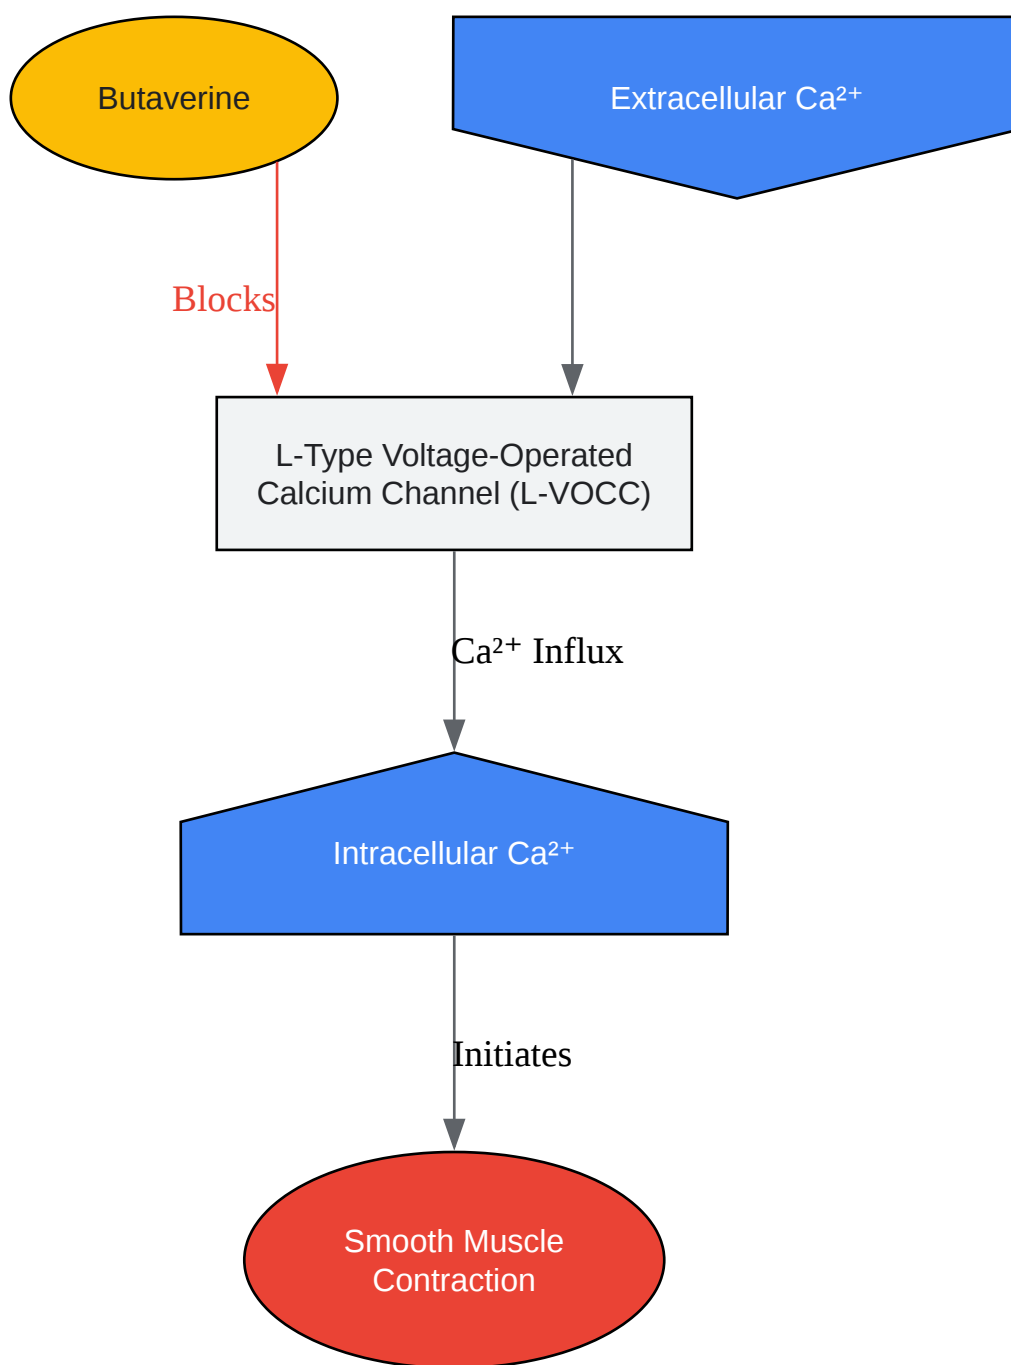 Butaverine
Extracellular Ca²⁺
Blocks
L-Type Voltage-Operated
Calcium Channel (L-VOCC)
Ca²⁺ Influx
Intracellular Ca²⁺
Initiates
Smooth Muscle
Contraction